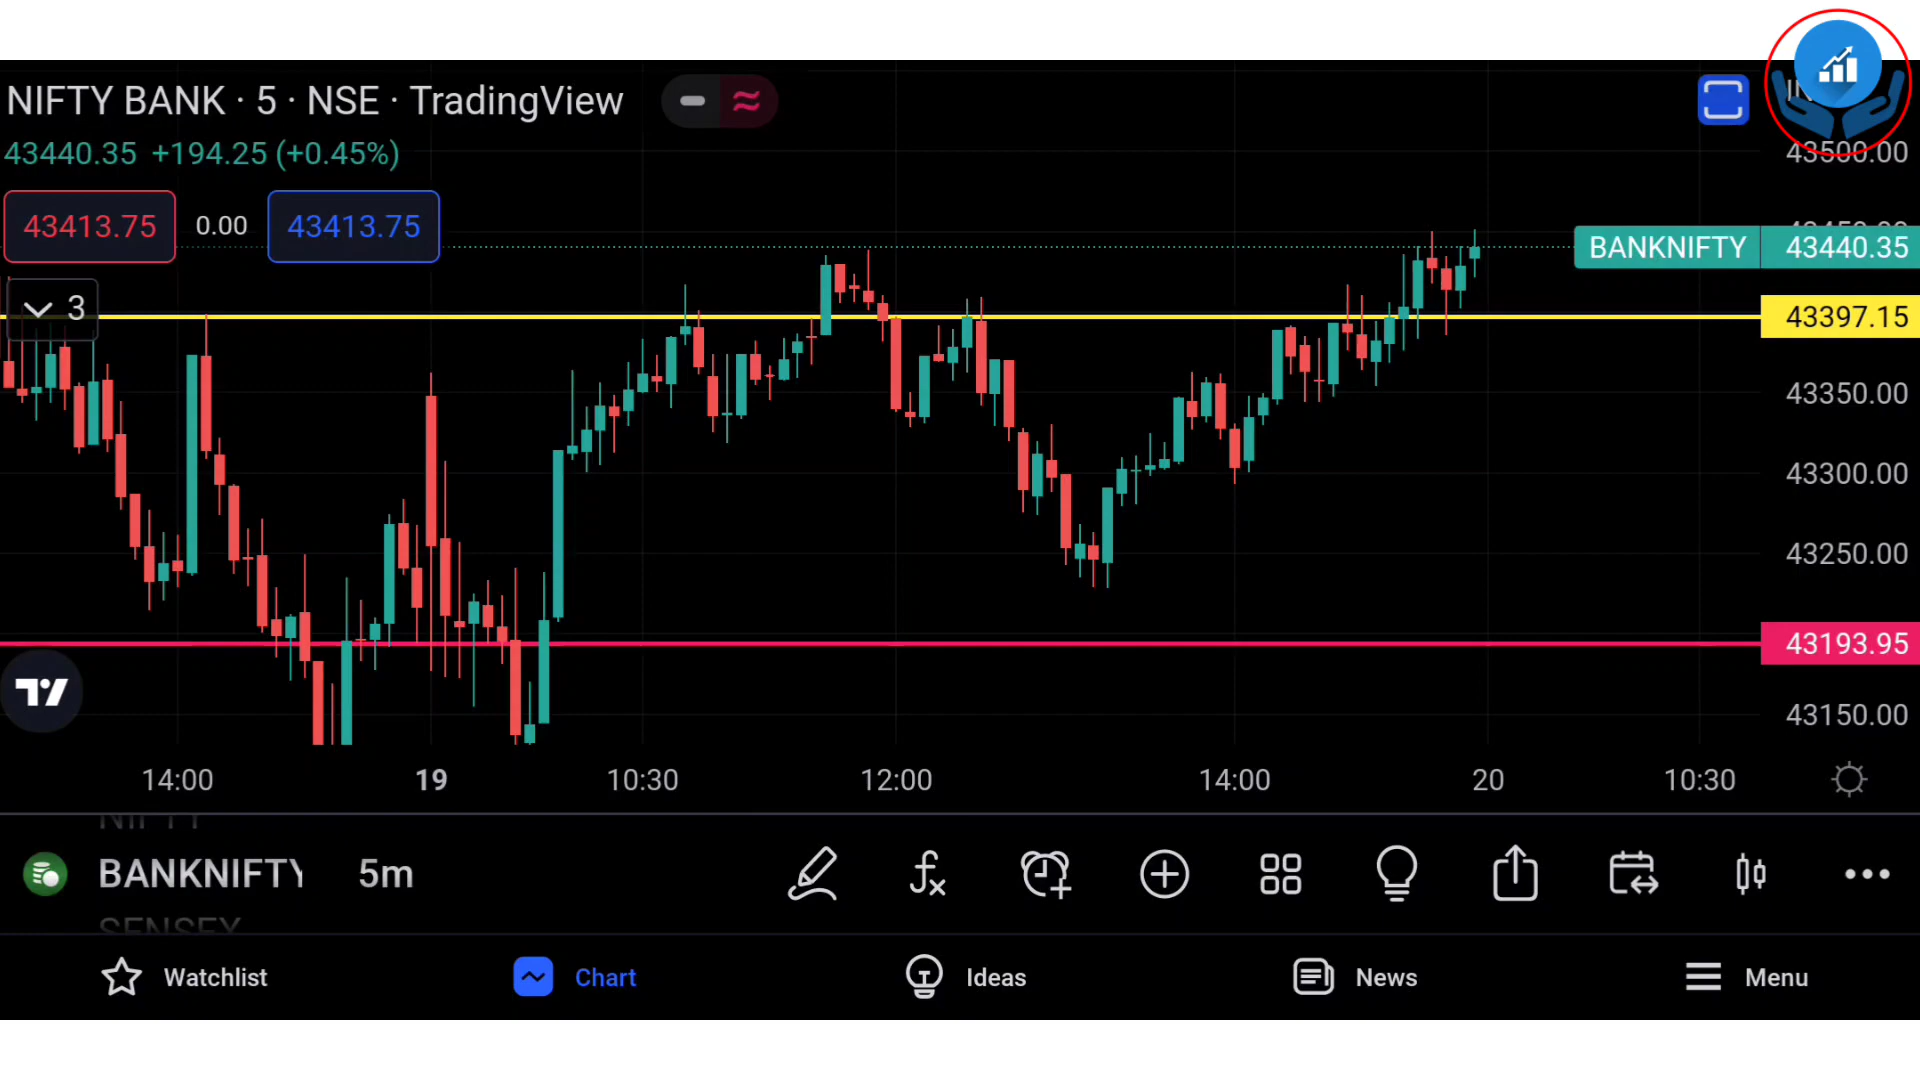 NIFTY BANK · 5 · NSE · TradingView
43440.35 +194.25 (+0.45%)
43413.75 0.00 43413.75
3
43500.00
BANKNIFTY 43440.35
43397.15
43350.00
43300.00
43250.00
43193.95
43150.00
14:00 19 10:30 12:00 14:00 20 10:30
NIFTY
BANKNIFTY 5m
SENSEX
Watchlist Chart Ideas News Menu